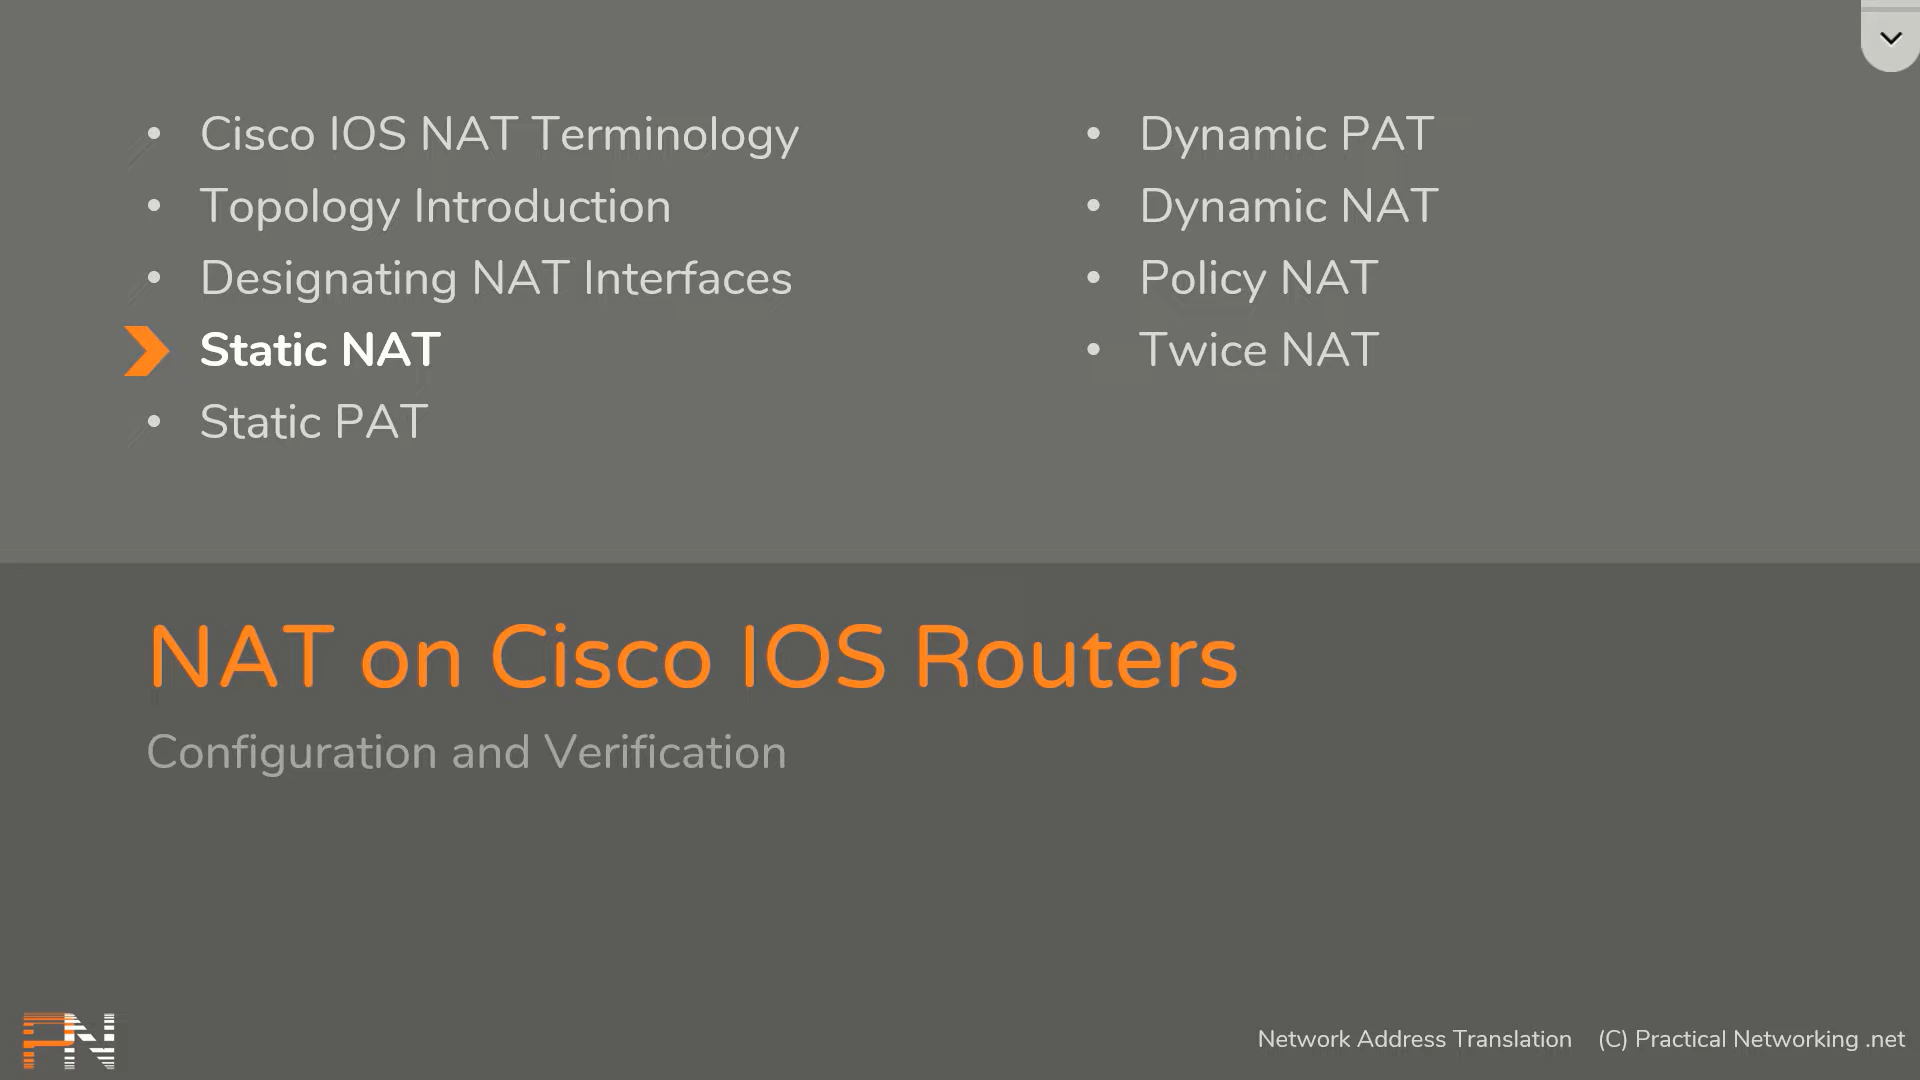 • Cisco IOS NAT Terminology
• Topology Introduction
• Designating NAT Interfaces
Static NAT
• Static PAT
• Dynamic PAT
• Dynamic NAT
• Policy NAT
• Twice NAT
NAT on Cisco IOS Routers
Configuration and Verification
PN
Network Address Translation (C) Practical Networking .net